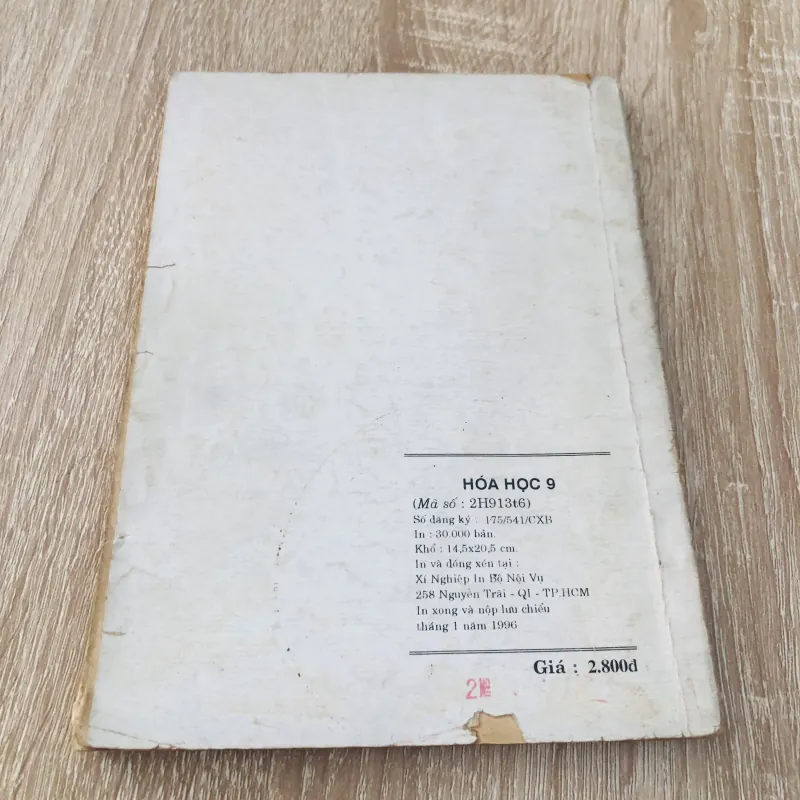 HÓA HỌC 9
(Mã số : 2H913t6)
Số đăng ký : 175/541/CXB
In : 30.000 bản.
Khổ : 14,5x20,5 cm.
In và đóng xén tại :
Xí Nghiệp In Bộ Nội Vụ
258 Nguyễn Trãi - QI - TP.HCM
In xong và nộp lưu chiểu
tháng 1 năm 1996
Giá : 2.800đ